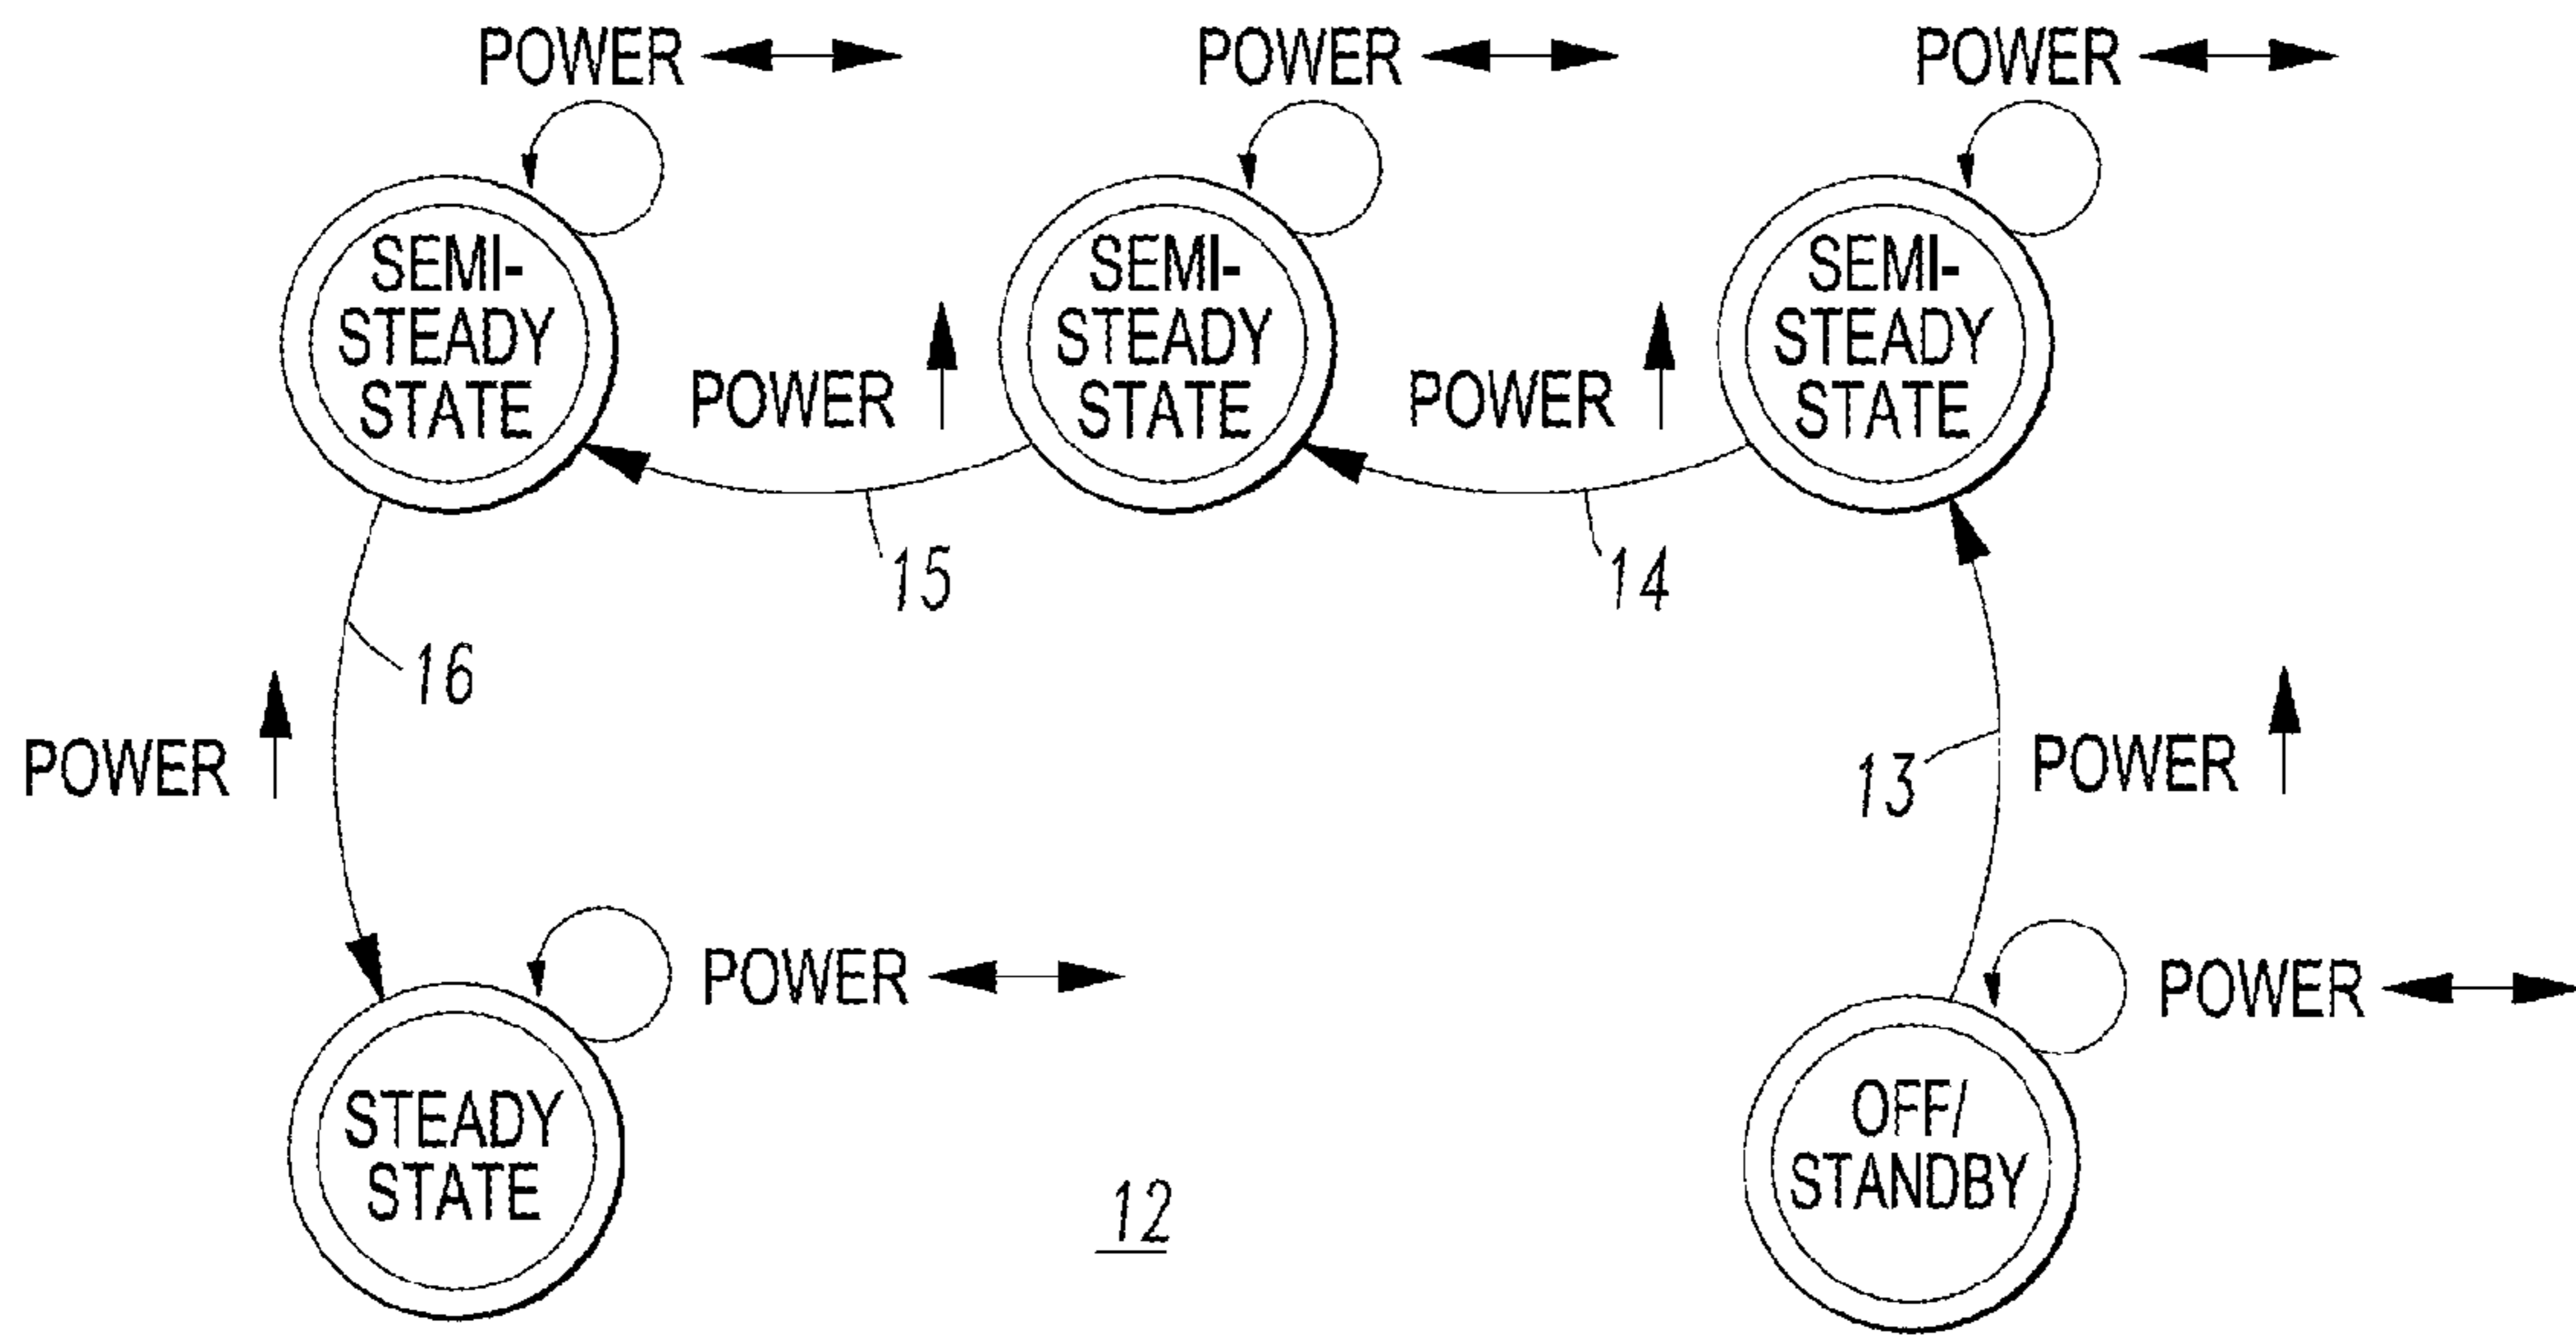 POWER
POWER
POWER
SEMI-
STEADY
STATE
SEMI-
STEADY
STATE
SEMI-
STEADY
STATE
POWER
POWER
15
14
16
POWER
13
POWER
POWER
POWER
STEADY
STATE
OFF/
STANDBY
12